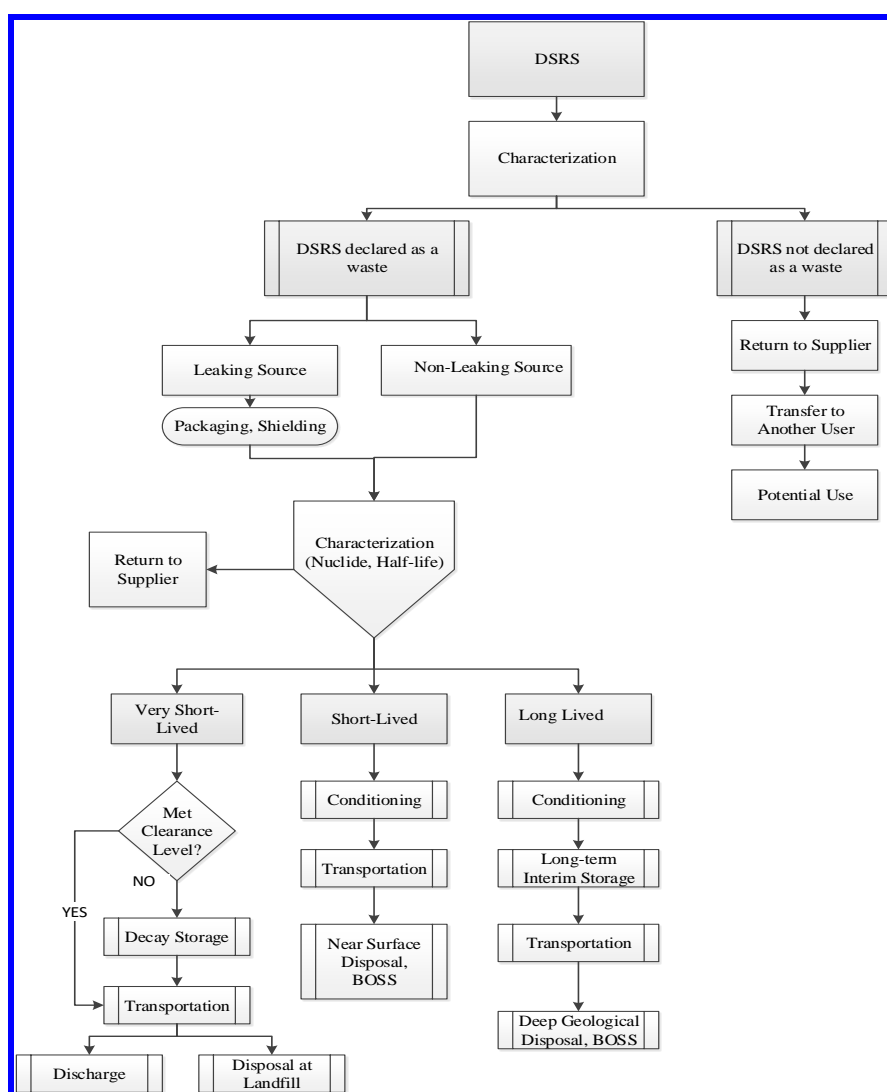 DSRS
Characterization
DSRS declared as a
waste
DSRS not declared
as a waste
Leaking Source
Non-Leaking Source
Return to Supplier
Packaging, Shielding
Transfer to
Another User
Potential Use
Characterization
(Nuclide, Half-life)
Return to
Supplier
Very Short-
Lived
Short-Lived
Long Lived
Met
Clearance
Level?
Conditioning
Conditioning
NO
YES
Transportation
Long-term
Interim Storage
Decay Storage
Near Surface
Disposal,
BOSS
Transportation
Transportation
Deep Geological
Disposal, BOSS
Discharge
Disposal at
Landfill